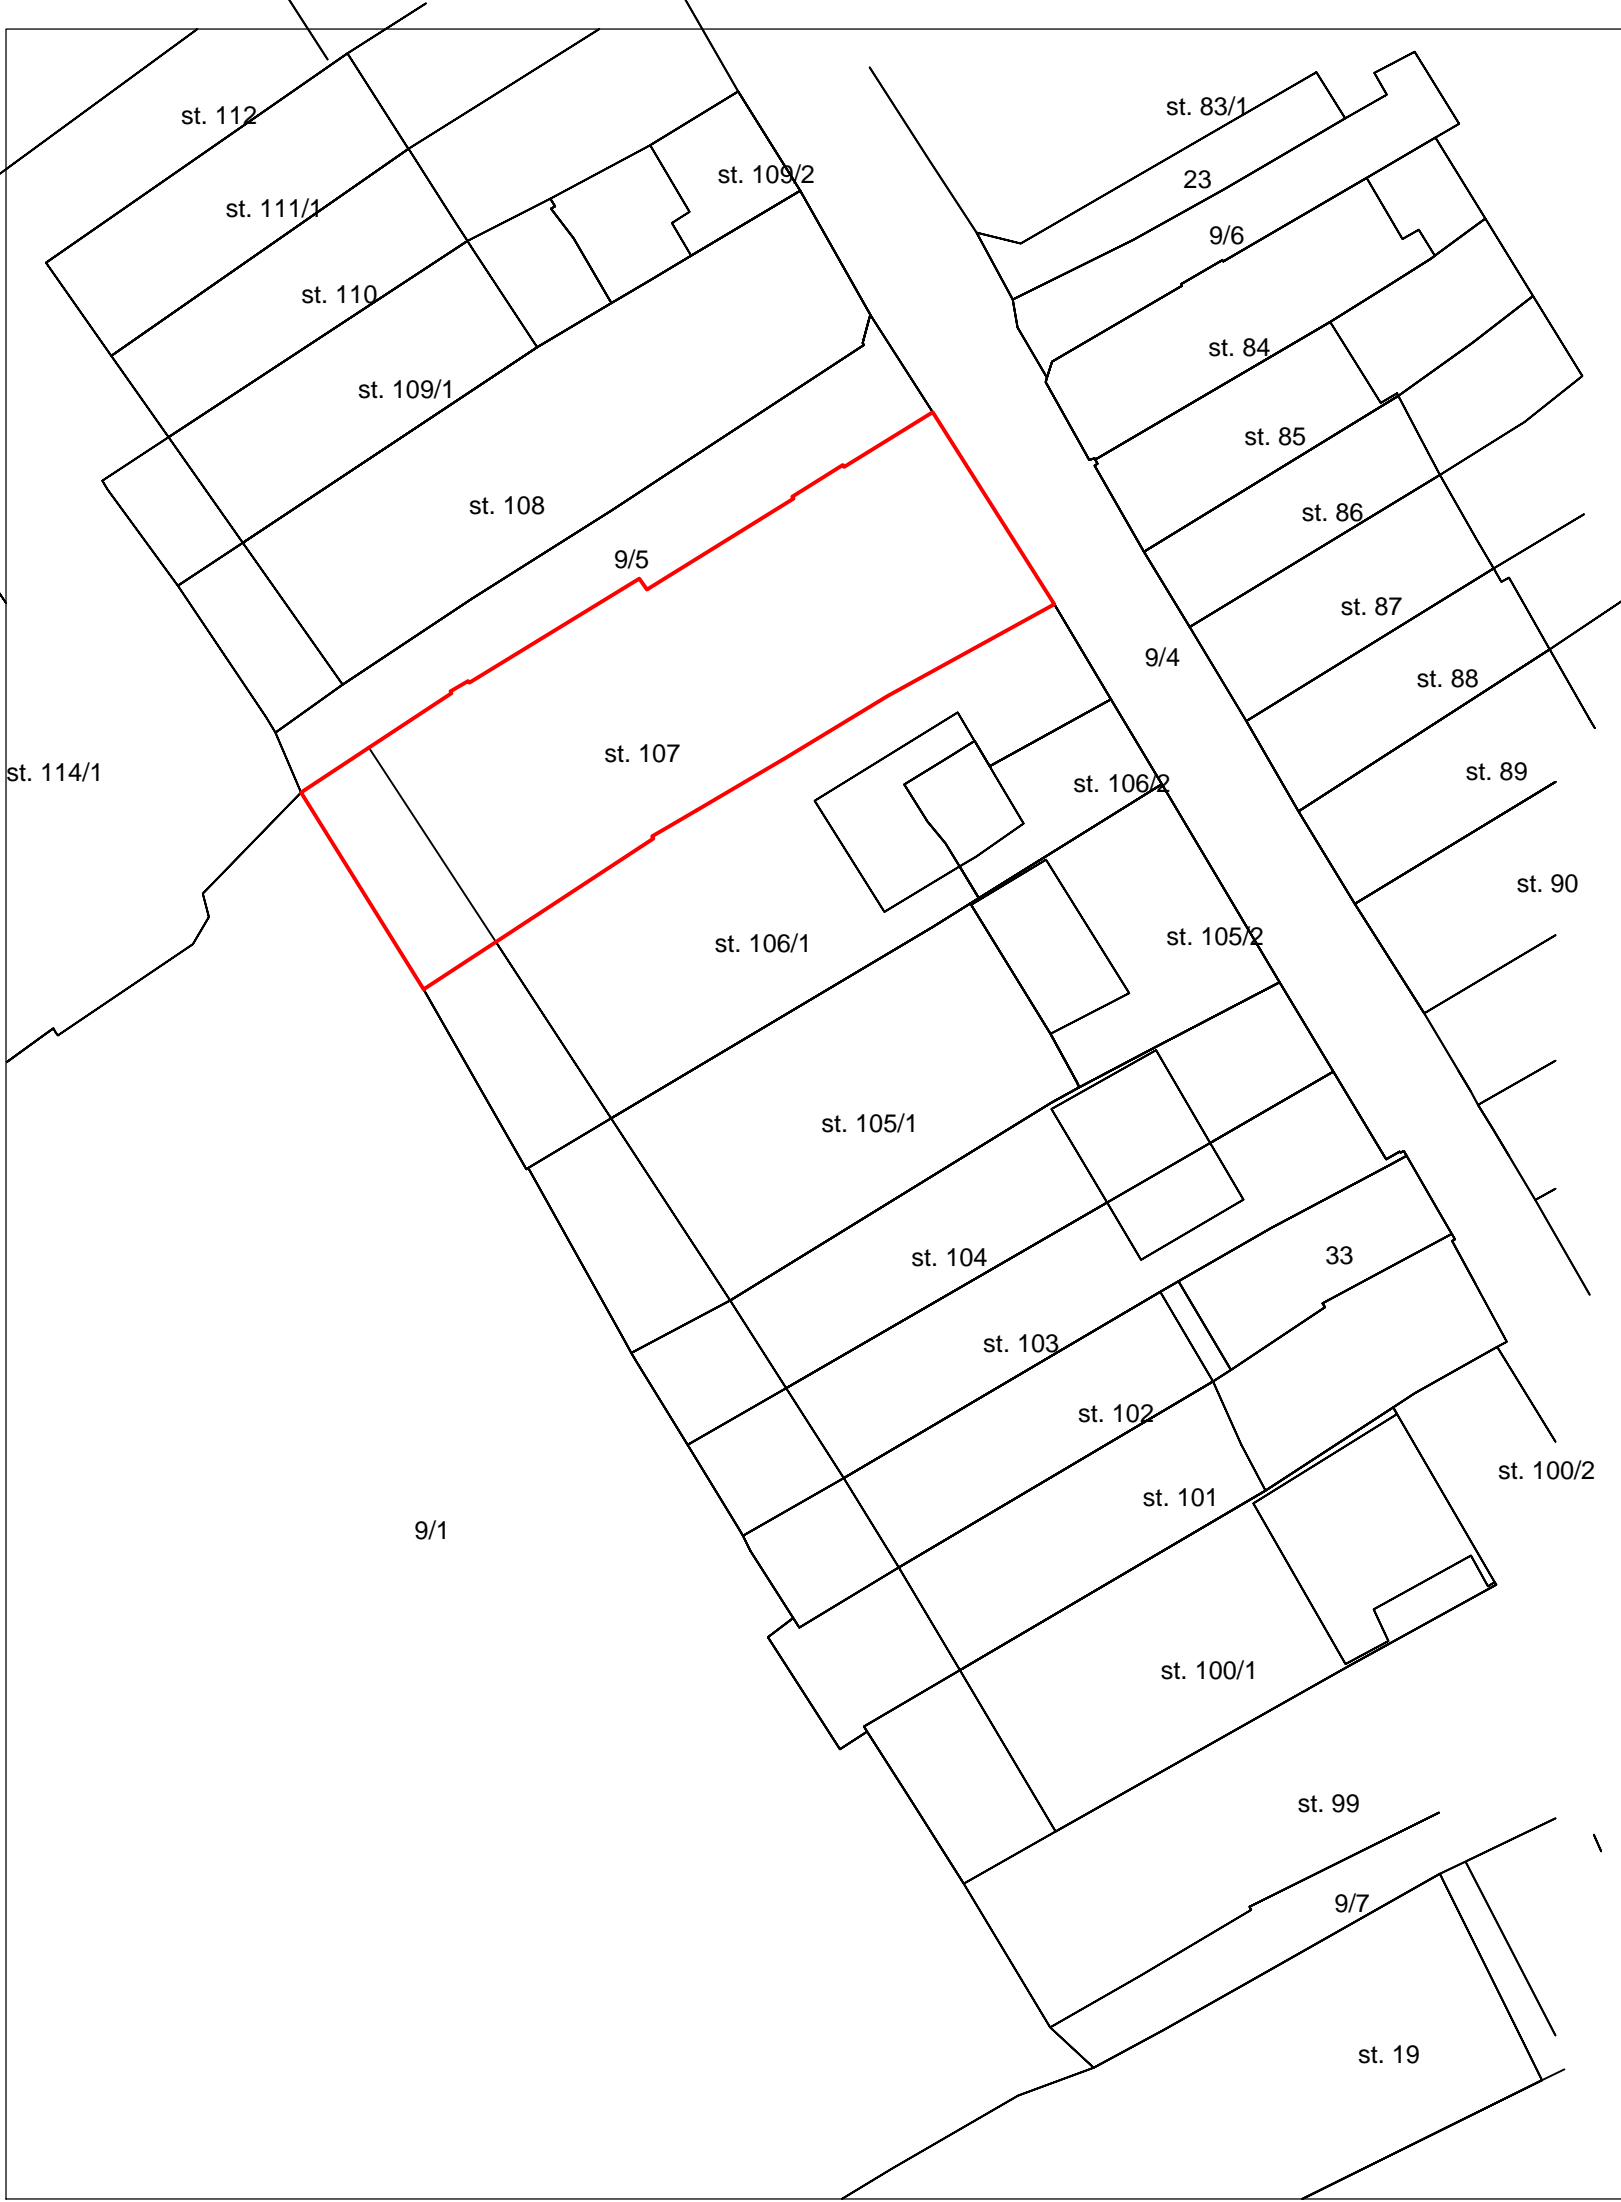 st. 83/1
st. 112
st. 109/2
23
st. 111/1
9/6
st. 110
st. 84
st. 109/1
st. 85
st. 108
st. 86
9/5
st. 87
9/4
st. 88
st. 107
st. 114/1
st. 89
st. 106/2
st. 90
st. 105/2
st. 106/1
st. 105/1
33
st. 104
st. 103
st. 102
st. 100/2
st. 101
9/1
st. 100/1
st. 99
9/7
st. 19